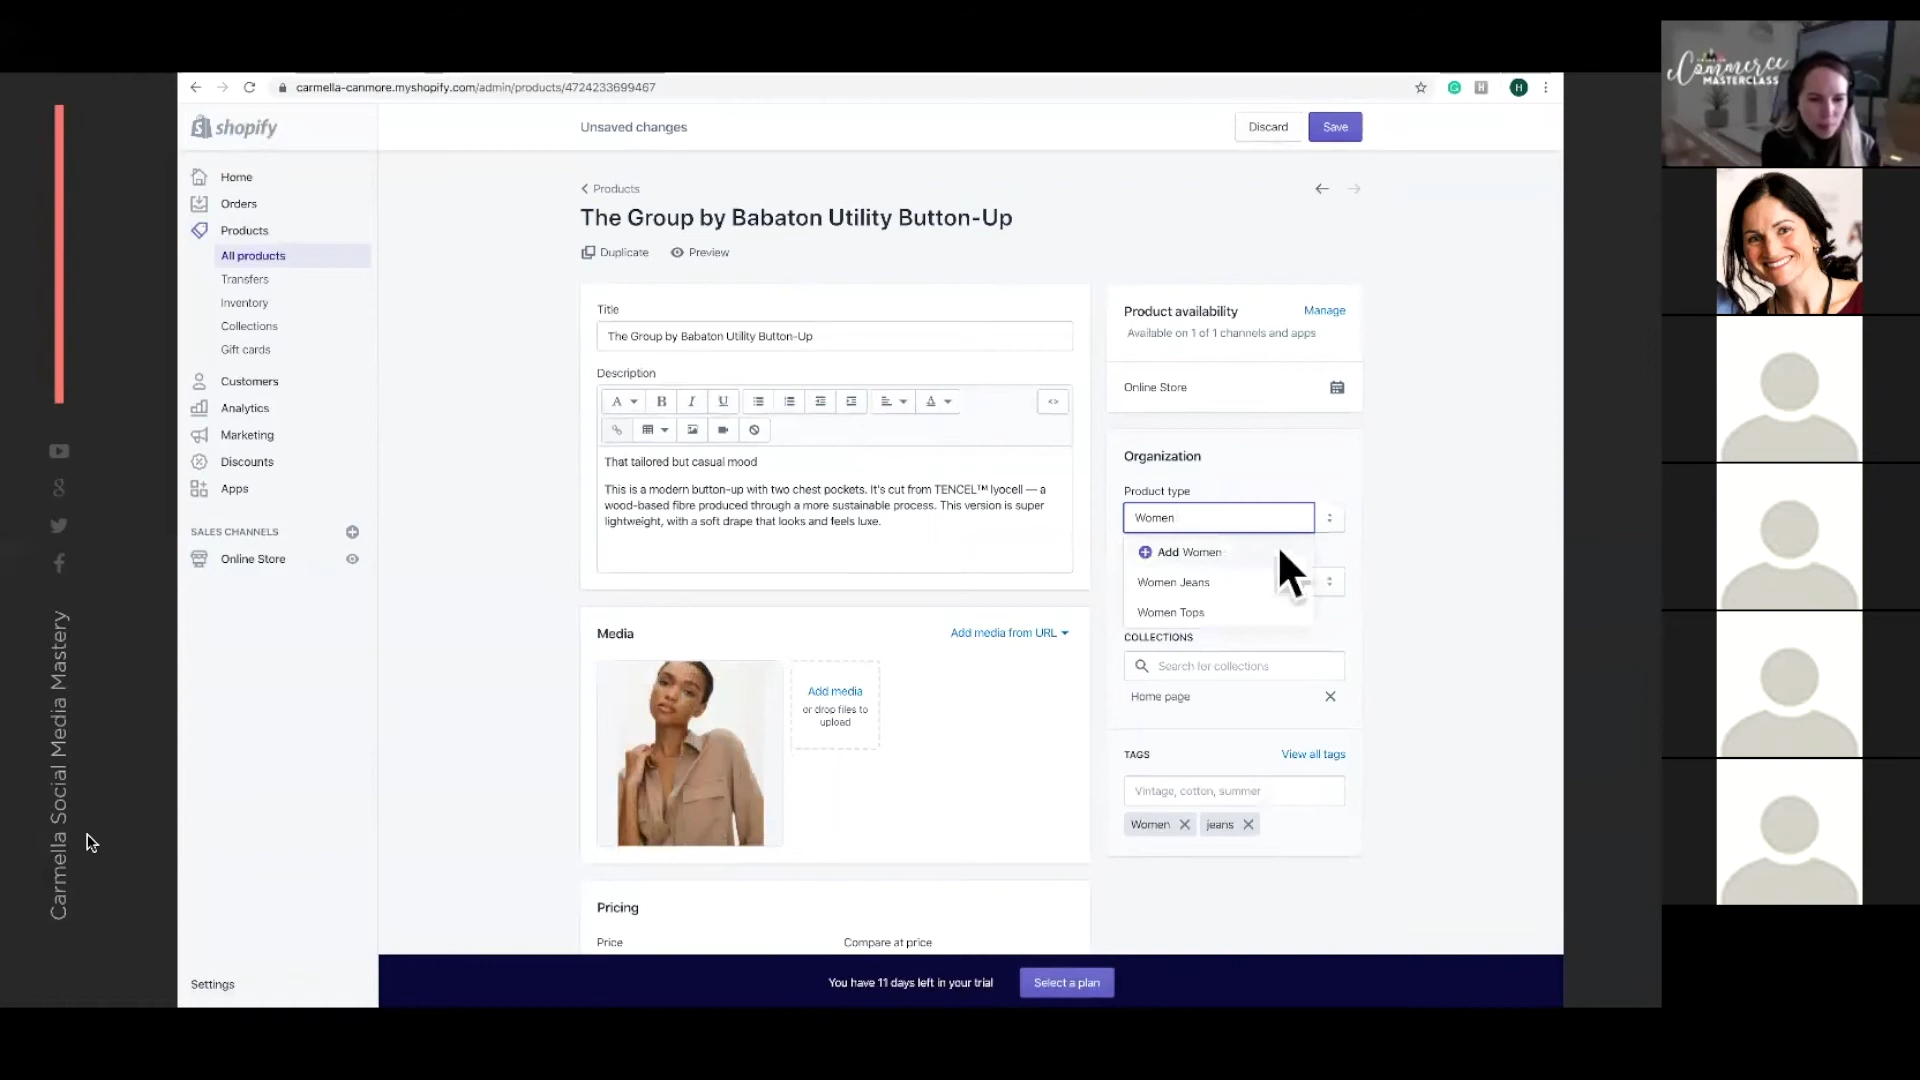 eCommerce
MASTERCLASS
carmella-canmore.myshopify.com/admin/products/4724233699467
H
H
shopify
Unsaved changes
Discard
Save
Home
Orders
Products
All products
Transfers
Inventory
Collections
Gift cards
Customers
Analytics
Marketing
Discounts
Apps
SALES CHANNELS
Online Store
Settings
Products
The Group by Babaton Utility Button-Up
Duplicate
Preview
Title
The Group by Babaton Utility Button-Up
Description
A
B
I
U
A
<>
That tailored but casual mood
This is a modern button-up with two chest pockets. It's cut from TENCEL™ lyocell — a
wood-based fibre produced through a more sustainable process. This version is super
lightweight, with a soft drape that looks and feels luxe.
Media
Add media from URL
Add media
or drop files to
upload
Pricing
Price
Compare at price
Product availability
Manage
Available on 1 of 1 channels and apps
Online Store
Organization
Product type
Women
Add Women
Women Jeans
Women Tops
COLLECTIONS
Search for collections
Home page
TAGS
View all tags
Vintage, cotton, summer
Women
jeans
You have 11 days left in your trial
Select a plan
Carmella Social Media Mastery